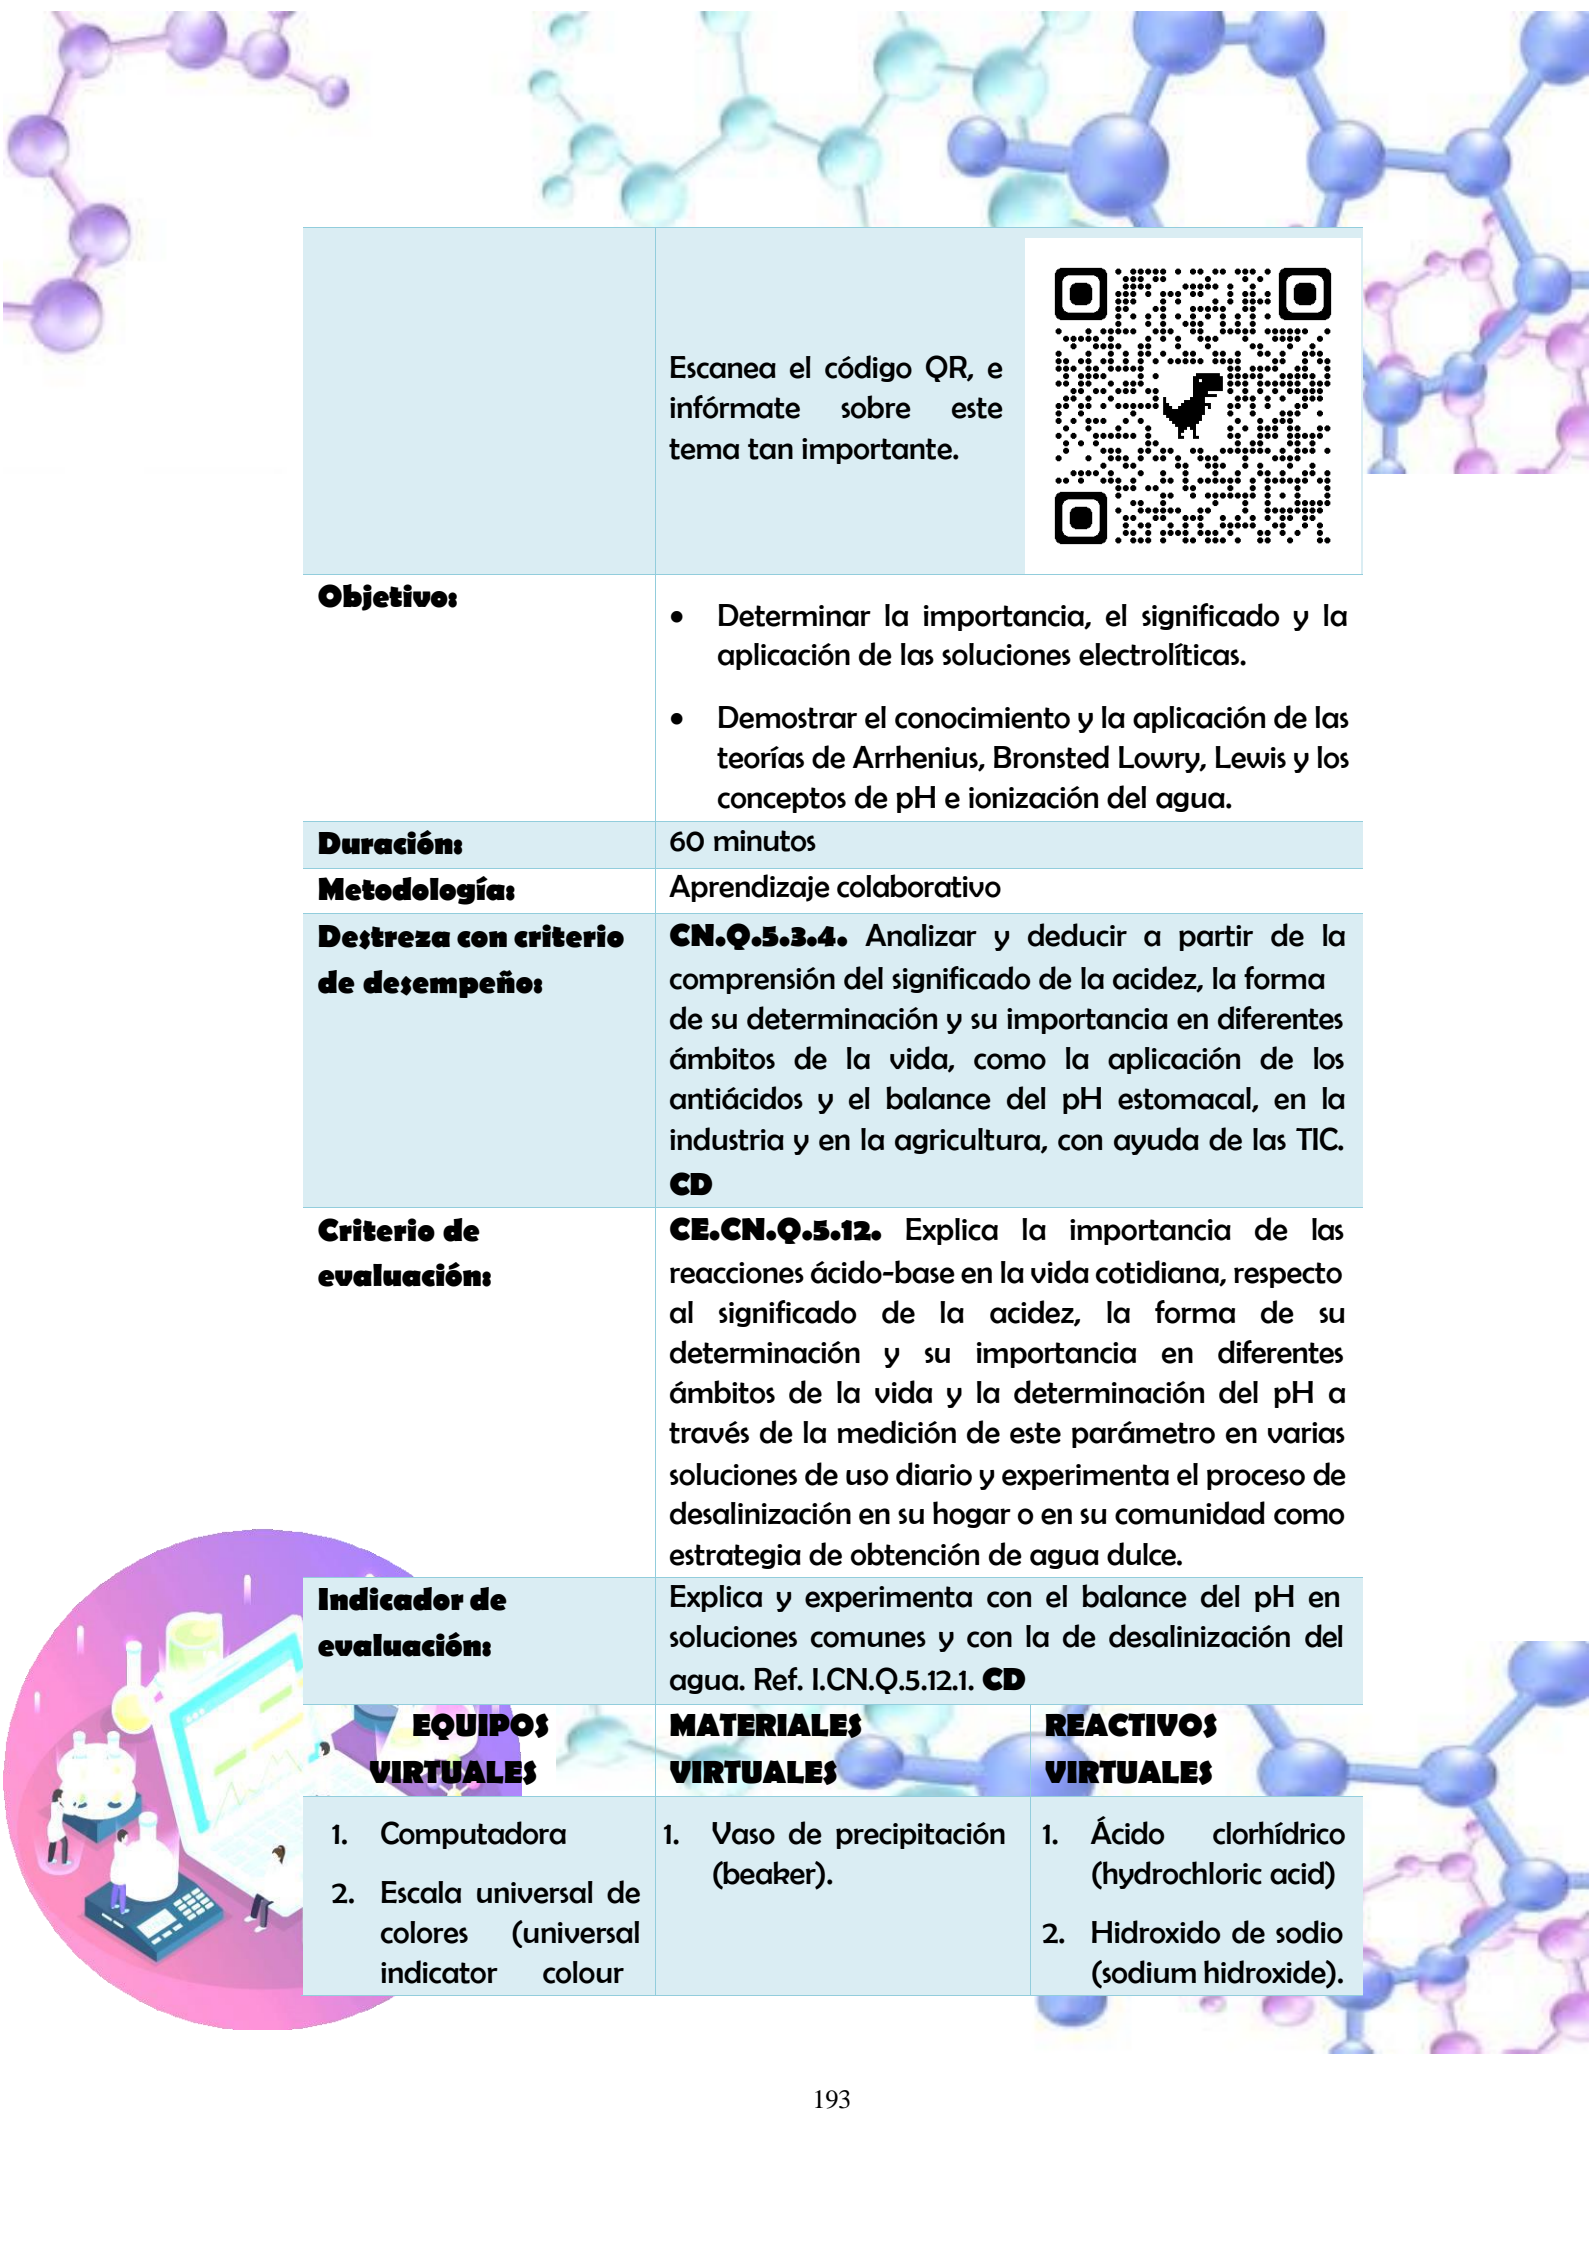 Escanea el código QR, e
infórmate sobre este
tema tan importante.
Objetivo:
• Determinar la importancia, el significado y la
aplicación de las soluciones electrolíticas.
• Demostrar el conocimiento y la aplicación de las
teorías de Arrhenius, Bronsted Lowry, Lewis y los
conceptos de pH e ionización del agua.
Duración:
60 minutos
Metodología:
Aprendizaje colaborativo
Destreza con criterio
de desempeño:
CN.Q.5.3.4. Analizar y deducir a partir de la
comprensión del significado de la acidez, la forma
de su determinación y su importancia en diferentes
ámbitos de la vida, como la aplicación de los
antiácidos y el balance del pH estomacal, en la
industria y en la agricultura, con ayuda de las TIC.
CD
Criterio de
evaluación:
CE.CN.Q.5.12. Explica la importancia de las
reacciones ácido-base en la vida cotidiana, respecto
al significado de la acidez, la forma de su
determinación y su importancia en diferentes
ámbitos de la vida y la determinación del pH a
través de la medición de este parámetro en varias
soluciones de uso diario y experimenta el proceso de
desalinización en su hogar o en su comunidad como
estrategia de obtención de agua dulce.
Indicador de
evaluación:
Explica y experimenta con el balance del pH en
soluciones comunes y con la de desalinización del
agua. Ref. I.CN.Q.5.12.1. CD
EQUIPOS
VIRTUALES
MATERIALES
VIRTUALES
REACTIVOS
VIRTUALES
1. Computadora
2. Escala universal de
colores (universal
indicator colour
1. Vaso de precipitación
(beaker).
1. Ácido clorhídrico
(hydrochloric acid)
2. Hidroxido de sodio
(sodium hidroxide).
193